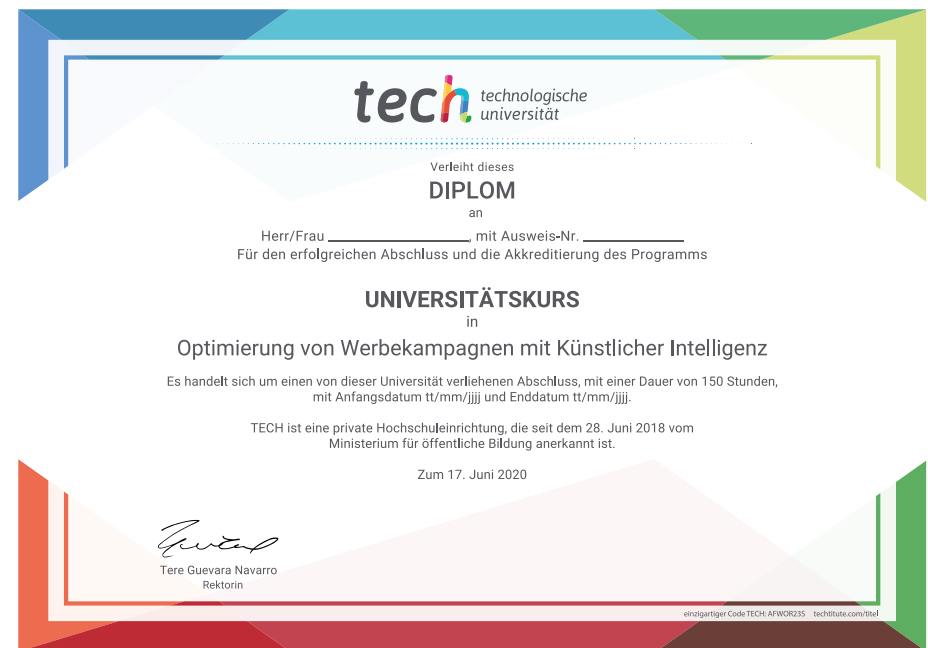 tech technologische
universität
Verleiht dieses
DIPLOM
an
Herr/Frau ____________________, mit Ausweis-Nr. ______________
Für den erfolgreichen Abschluss und die Akkreditierung des Programms
UNIVERSITÄTSKURS
in
Optimierung von Werbekampagnen mit Künstlicher Intelligenz
Es handelt sich um einen von dieser Universität verliehenen Abschluss, mit einer Dauer von 150 Stunden,
mit Anfangsdatum tt/mm/jjjj und Enddatum tt/mm/jjjj.
TECH ist eine private Hochschuleinrichtung, die seit dem 28. Juni 2018 vom
Ministerium für öffentliche Bildung anerkannt ist.
Zum 17. Juni 2020
Tere Guevara Navarro
Rektorin
einzigartiger Code TECH: AFWOR23S techtitute.com/titel